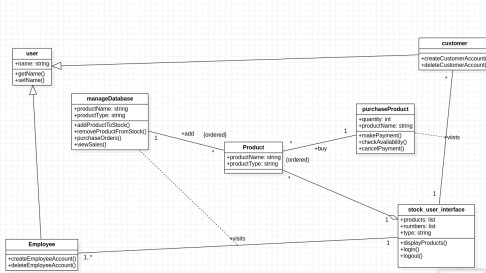 customer
+createCustomerAccount(
+deleteCustomerAccount(
user
+name: string
+getName()
+setName()
manageDatabase
+productName: string
+productType: string
+addProductToStock()
+removeProductFromStock()
+purchaseOrders()
+viewSales()
purchaseProduct
+quantity: int
+productName: string
+makePayment()
+checkAvailability()
+cancelPayment()
*
1
+add
{ordered}
*
Product
+productName: string
+productType: string
*
+buy
1
{ordered}
*
+viists
1
+visits
1
stock_user_interface
+products: list
+numbers: list
+type: string
+displayProducts()
+login()
+logout()
1
1
1..*
Employee
+createEmployeeAccount()
+deleteEmployeeAccount()